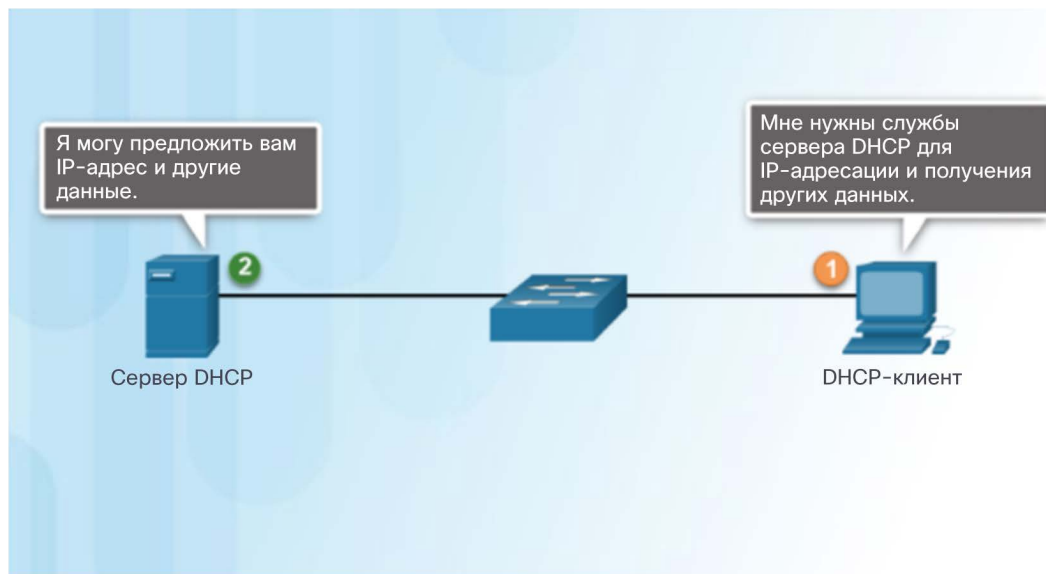 Я могу предложить вам
IP-адрес и другие
данные.
2
Сервер DHCP
Мне нужны службы
сервера DHCP для
IP-адресации и получения
других данных.
1
DHCP-клиент